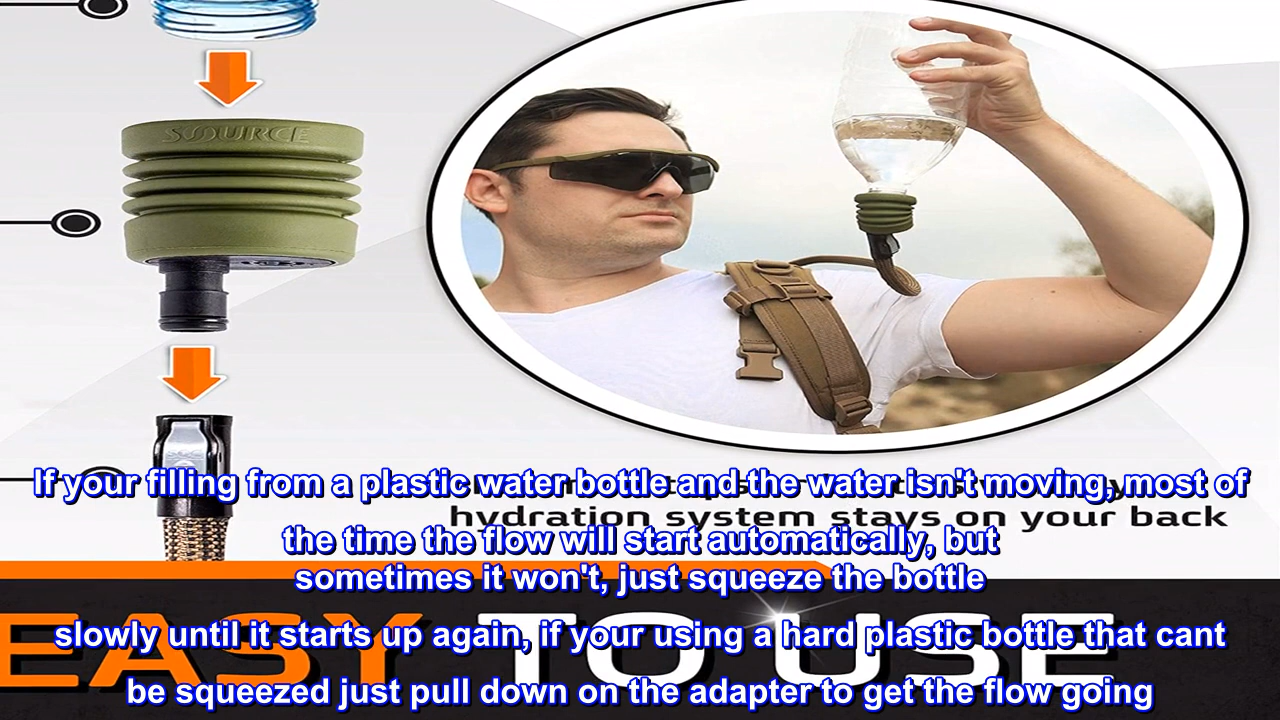 SOURCE
If your filling from a plastic water bottle and the water isn't moving, most of
hydration system stays on your back
the time the flow will start automatically, but
sometimes it won't, just squeeze the bottle
EASY TO USE
slowly until it starts up again, if your using a hard plastic bottle that cant
be squeezed just pull down on the adapter to get the flow going